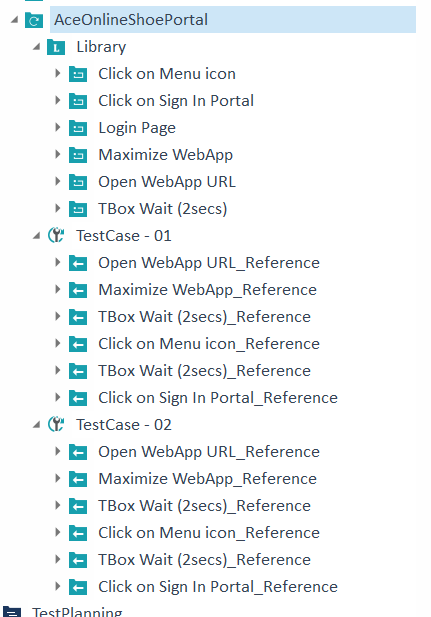 AceOnlineShoePortal
Library
Click on Menu icon
Click on Sign In Portal
Login Page
Maximize WebApp
Open WebApp URL
TBox Wait (2secs)
TestCase - 01
Open WebApp URL_Reference
Maximize WebApp_Reference
TBox Wait (2secs)_Reference
Click on Menu icon_Reference
TBox Wait (2secs)_Reference
Click on Sign In Portal_Reference
TestCase - 02
Open WebApp URL_Reference
Maximize WebApp_Reference
TBox Wait (2secs)_Reference
Click on Menu icon_Reference
TBox Wait (2secs)_Reference
Click on Sign In Portal_Reference
TestPlanning